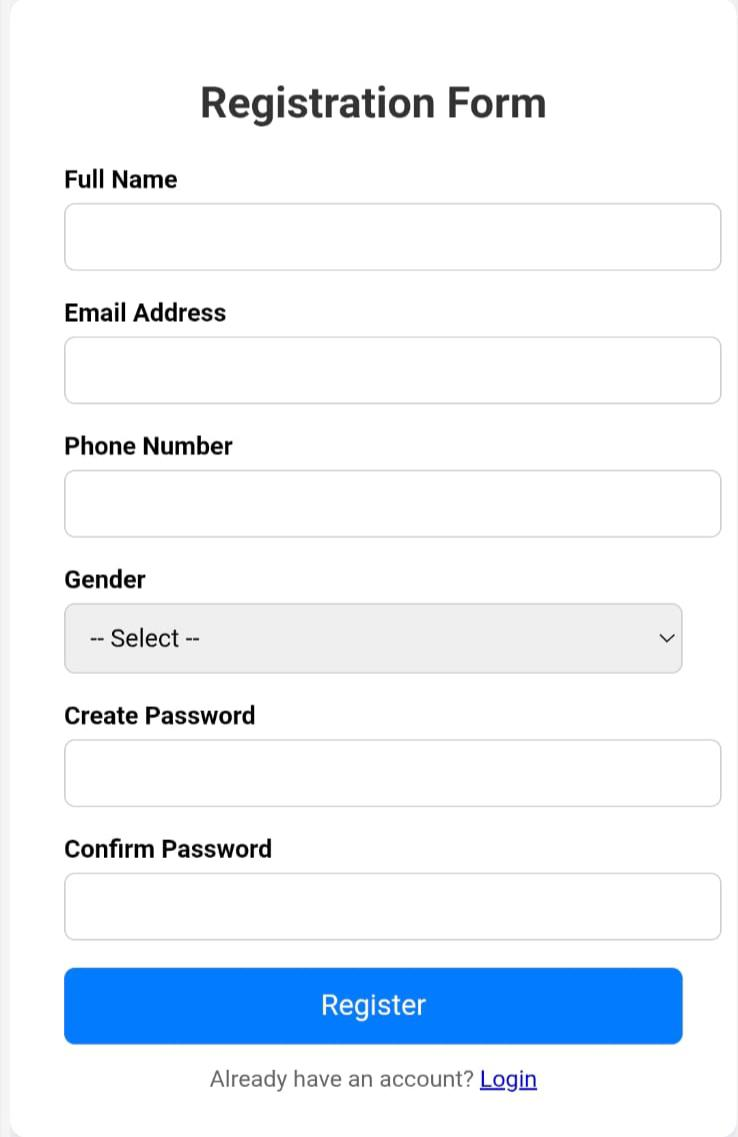 Registration Form
Full Name
Email Address
Phone Number
Gender
-- Select --
Create Password
Confirm Password
Register
Already have an account? Login